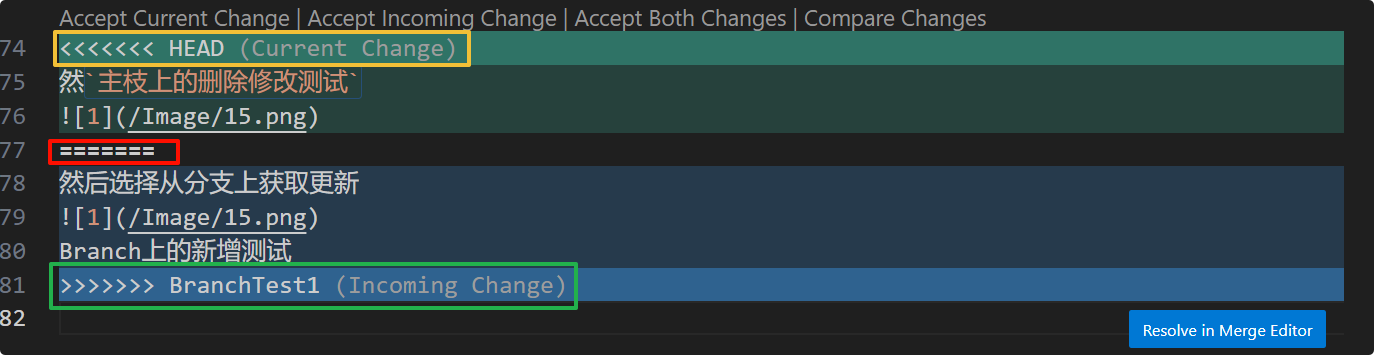 Accept Current Change | Accept Incoming Change | Accept Both Changes | Compare Changes
74 <<<<<<< HEAD (Current Change)
75 然`主枝上的删除修改测试`
76 ![1](/Image/15.png)
77 =======
78 然后选择从分支上获取更新
79 ![1](/Image/15.png)
80 Branch上的新增测试
81 >>>>>>> BranchTest1 (Incoming Change)
82
Resolve in Merge Editor